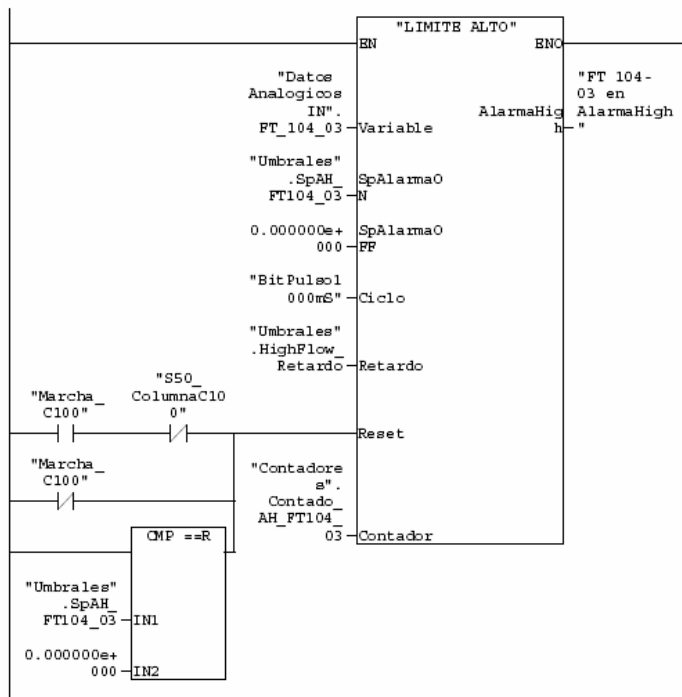 "LIMITE ALTO"
EN
ENO
"Datos
Analogicos
IN".
FT_104_03
Variable
"FT 104-
03 en
AlarmaHig
AlarmaHigh
h
"
"Umbrales"
.SpAH_
FT104_03
SpAlarmaO
N
0.000000e+
000
SpAlarmaO
FF
"BitPulso1
000mS"
Ciclo
"Umbrales"
.HighFlow_
Retardo
Retardo
"Marcha_
C100"
"S50_
ColumnaC10
0"
Reset
"Marcha_
C100"
"Contadore
s".
Contado_
AH_FT104_
03
Contador
CMP ==R
"Umbrales"
.SpAH_
FT104_03
IN1
0.000000e+
000
IN2